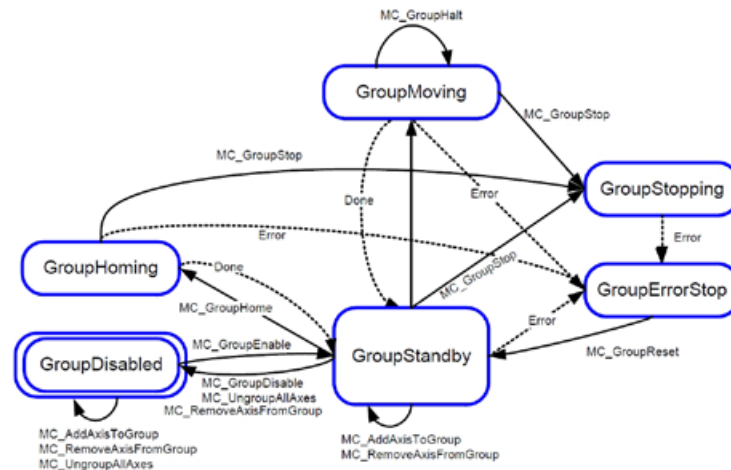 MC_GroupHalt
GroupMoving
MC_GroupStop
MC_GroupStop
GroupStopping
Done
Error
Error
Error
GroupHoming
Done
MC_GroupStop
GroupErrorStop
MC_GroupHome
Error
GroupStandby
MC_GroupReset
MC_GroupEnable
GroupDisabled
MC_GroupDisable
MC_UngroupAllAxes
MC_RemoveAxisFromGroup
MC_AddAxisToGroup
MC_RemoveAxisFromGroup
MC_UngroupAllAxes
MC_AddAxisToGroup
MC_RemoveAxisFromGroup